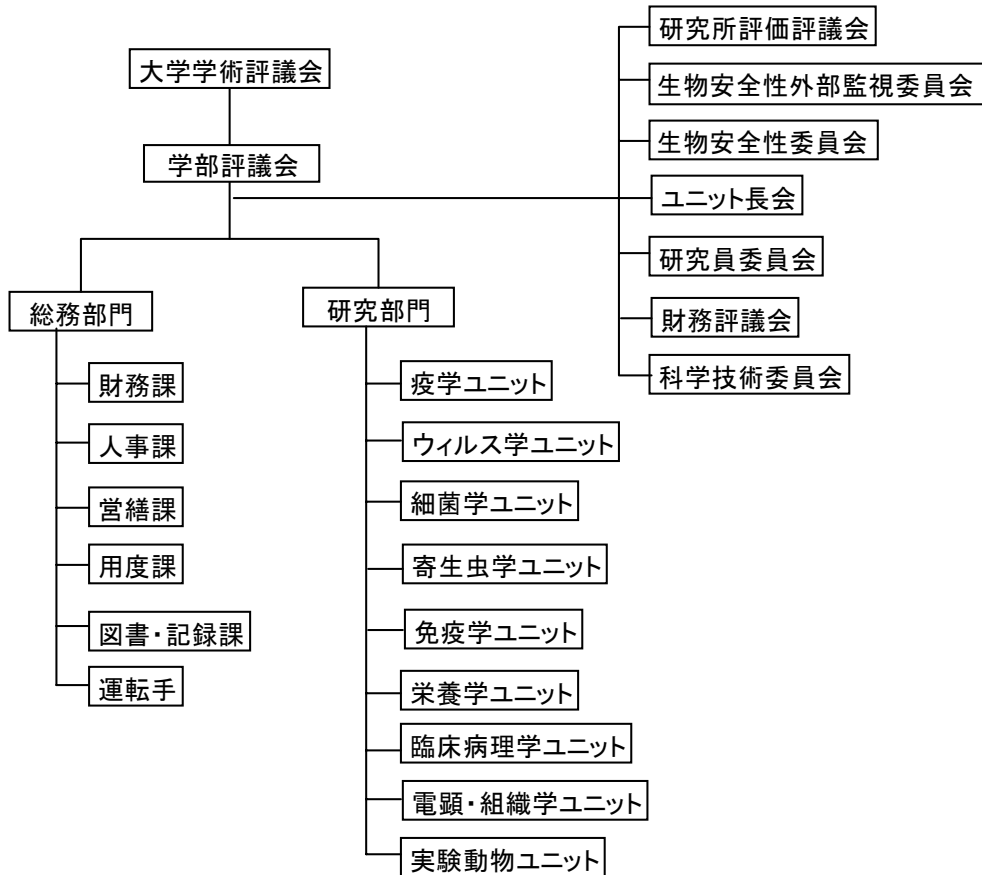 大学学術評議会
学部評議会
研究所評価評議会
生物安全性外部監視委員会
生物安全性委員会
ユニット長会
研究員委員会
財務評議会
科学技術委員会
総務部門
財務課
人事課
営繕課
用度課
図書・記録課
運転手
研究部門
疫学ユニット
ウィルス学ユニット
細菌学ユニット
寄生虫学ユニット
免疫学ユニット
栄養学ユニット
臨床病理学ユニット
電顕・組織学ユニット
実験動物ユニット